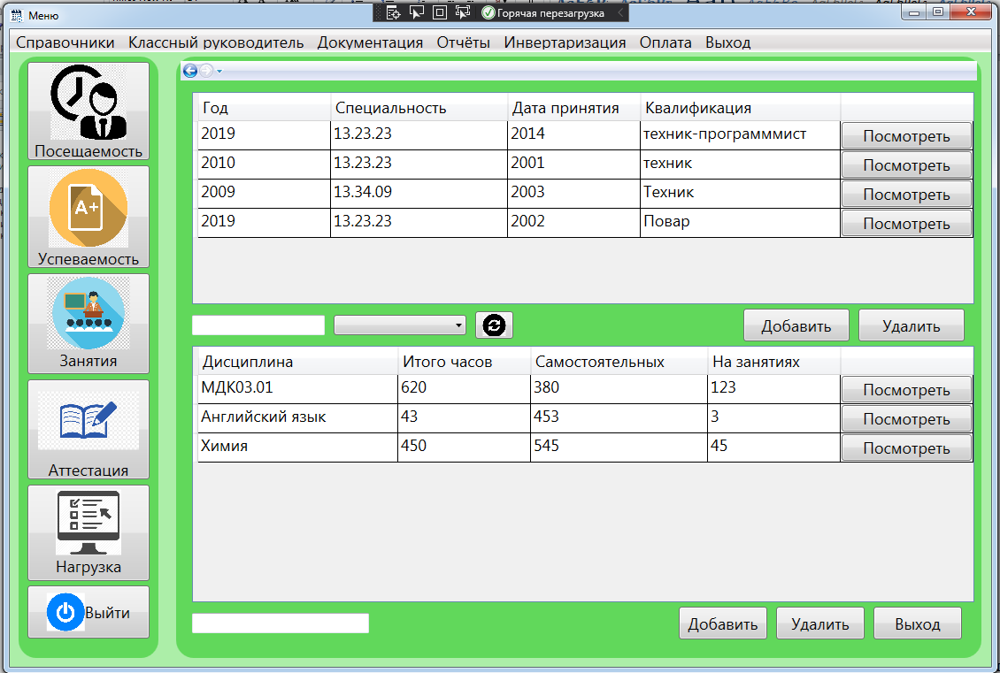 Меню
Горячая перезагрузка
Справочники Классный руководитель Документация Отчёты Инвертаризация Оплата Выход
Посещаемость
A+
Успеваемость
Занятия
Аттестация
Нагрузка
Выйти
Год Специальность Дата принятия Квалификация
2019 13.23.23 2014 техник-программмист Посмотреть
2010 13.23.23 2001 техник Посмотреть
2009 13.34.09 2003 Техник Посмотреть
2019 13.23.23 2002 Повар Посмотреть
Добавить Удалить
Дисциплина Итого часов Самостоятельных На занятиях
МДК03.01 620 380 123 Посмотреть
Английский язык 43 453 3 Посмотреть
Химия 450 545 45 Посмотреть
Добавить Удалить Выход